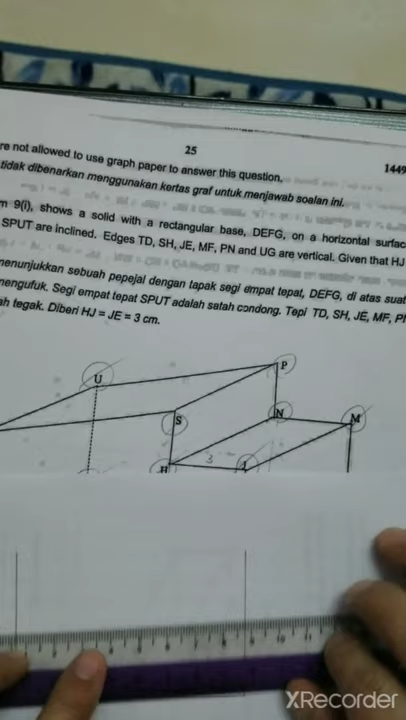 25
1449
re not allowed to use graph paper to answer this question.
tidak dibenarkan menggunakan kertas graf untuk menjawab soalan ini.
m 9(i), shows a solid with a rectangular base, DEFG, on a horizontal surfac
SPUT are inclined. Edges TD, SH, JE, MF, PN and UG are vertical. Given that HJ
menunjukkan sebuah pepejal dengan tapak segi empat tepat, DEFG, di atas suat
mengufuk. Segi empat tepat SPUT adalah satah condong. Tepi TD, SH, JE, MF, PN
ah tegak. Diberi HJ = JE = 3 cm.
P
U
N
M
S
H
3
J
10
11
XRecorder